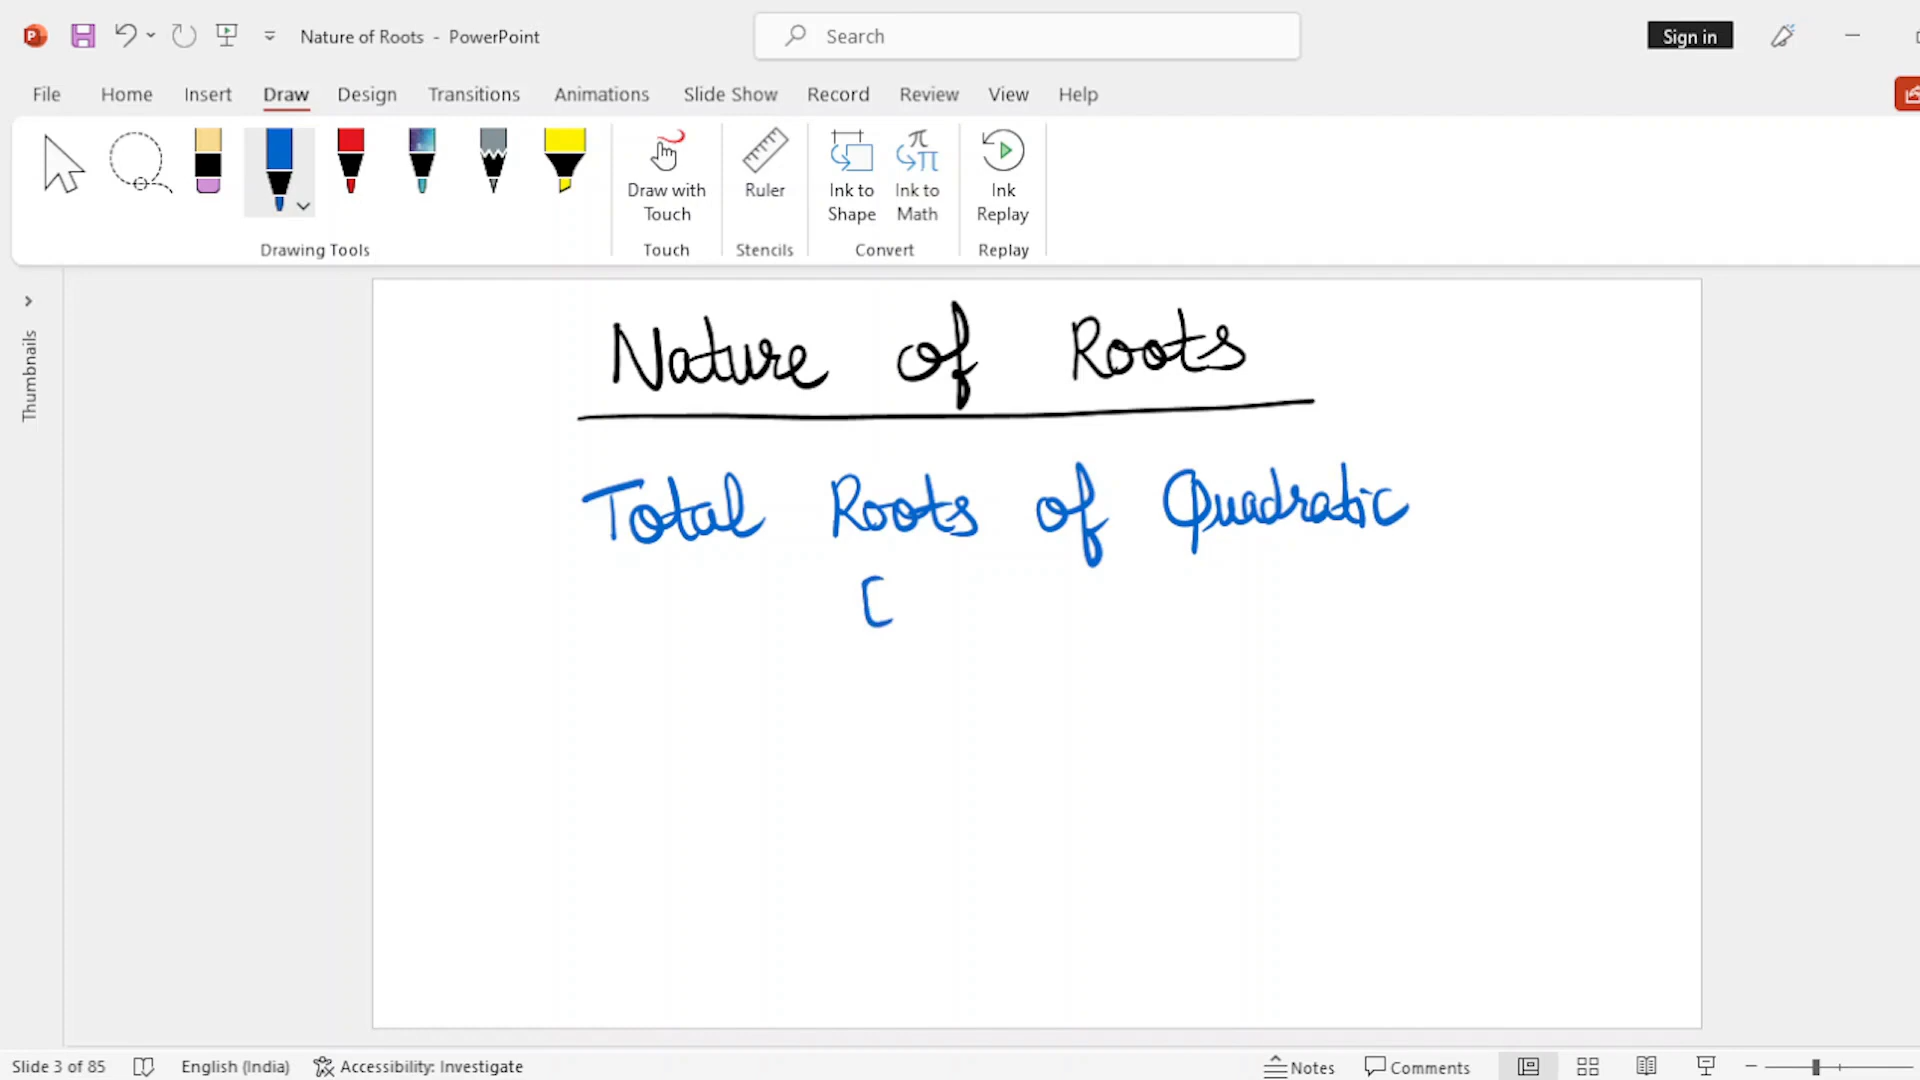 Nature of Roots - PowerPoint
Search
Sign in
File Home Insert Draw Design Transitions Animations Slide Show Record Review View Help
Draw with Touch
Ruler
Ink to Shape
Ink to Math
Ink Replay
Drawing Tools Touch Stencils Convert Replay
Thumbnails
Nature of Roots
Total Roots of Quadratic
[
Slide 3 of 85 English (India) Accessibility: Investigate Notes Comments